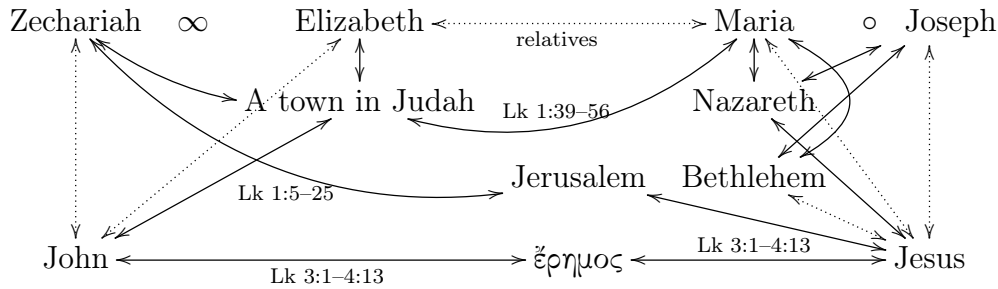 Zechariah ∞ Elizabeth Maria ∘ Joseph
relatives
A town in Judah Nazareth
Lk 1:39–56
Jerusalem Bethlehem
Lk 1:5–25
John ἔρημος Jesus
Lk 3:1–4:13 Lk 3:1–4:13